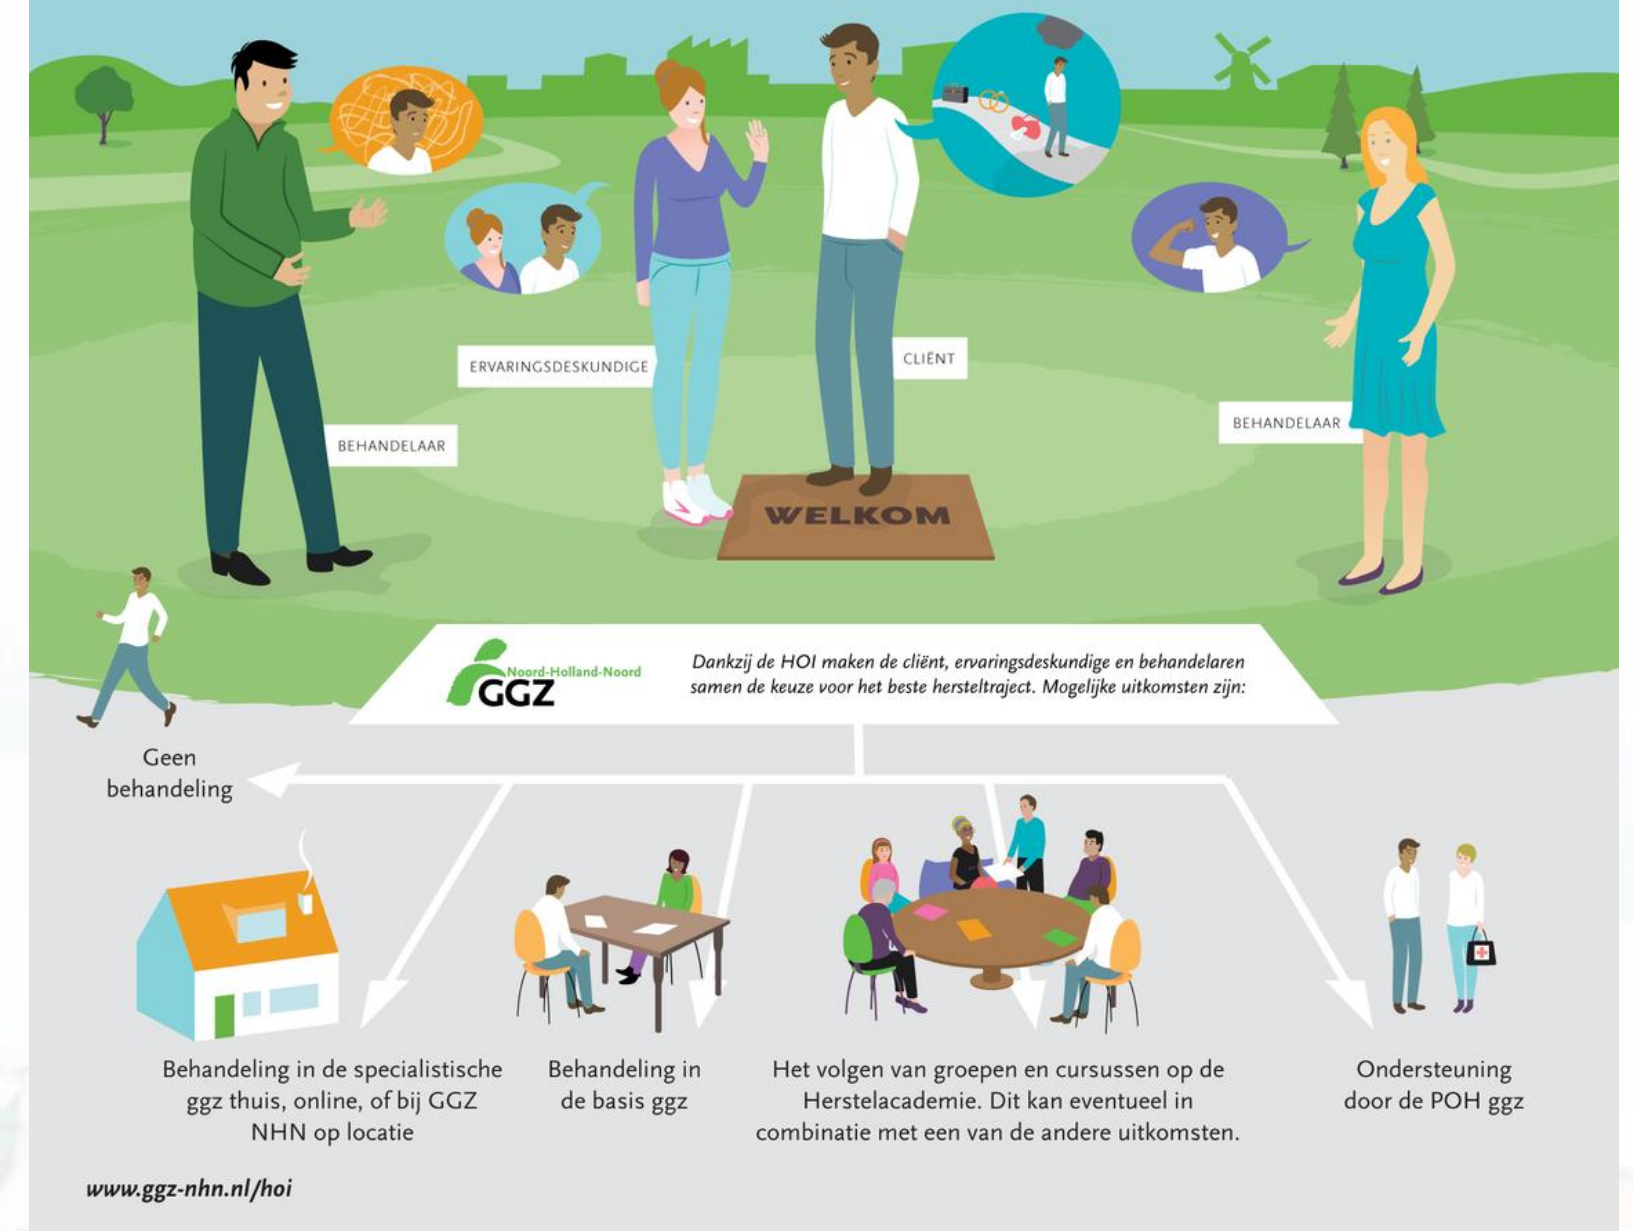 ERVARINGSDESKUNDIGE
CLIËNT
BEHANDELAAR
BEHANDELAAR
WELKOM
Noord-Holland-Noord
GGZ
Dankzij de HOI maken de cliënt, ervaringsdeskundige en behandelaren
samen de keuze voor het beste hersteltraject. Mogelijke uitkomsten zijn:
Geen
behandeling
Behandeling in de specialistische
ggz thuis, online, of bij GGZ
NHN op locatie
Behandeling in
de basis ggz
Het volgen van groepen en cursussen op de
Herstelacademie. Dit kan eventueel in
combinatie met een van de andere uitkomsten.
Ondersteuning
door de POH ggz
www.ggz-nhn.nl/hoi